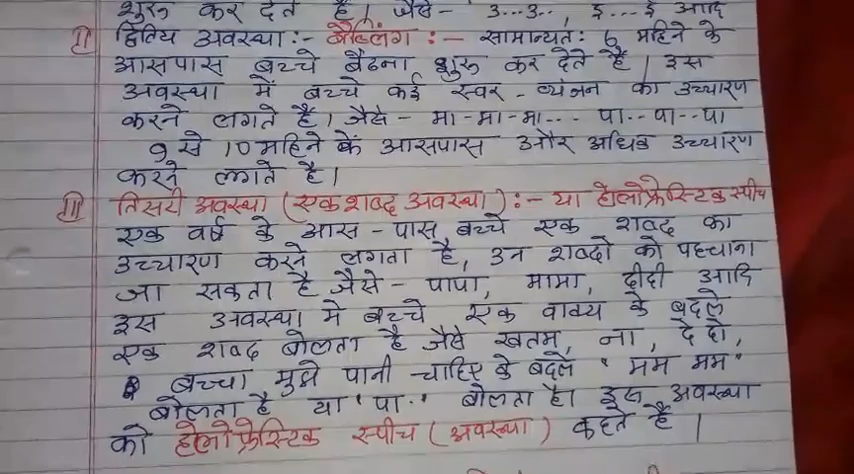 शुरू कर देते हैं। जैसे- उ...उ.., ई...ई आदि
II द्वितिय अवस्था :- बैब्लिंग :- सामान्यत: 6 महिने के
आसपास बच्चे बैठना शुरू कर देते हैं। इस
अवस्था में बच्चे कई स्वर - व्यंजन का उच्चारण
करने लगते हैं। जैसे- मा-मा-मा... पा..पा..पा
9 से 10 महिने के आसपास और अधिक उच्चारण
करने लगते है।
III तिसरी अवस्था (एक शब्द अवस्था) :- या होलोफ्रेस्टिक स्पीच
एक वर्ष के आस-पास बच्चे एक शब्द का
उच्चारण करने लगता है, उन शब्दो को पहचाना
जा सकता है जैसे- पापा, मामा, दीदी आदि
इस अवस्था मे बच्चे एक वाक्य के बदले
एक शब्द बोलता है जैसे खतम, ना, दे दो,
बच्चा मुझे पानी चाहिए के बदले "मम मम"
बोलता है या "पा.." बोलता है। इस अवस्था
को होलोफ्रेस्टिक स्पीच (अवस्था) कहते है।